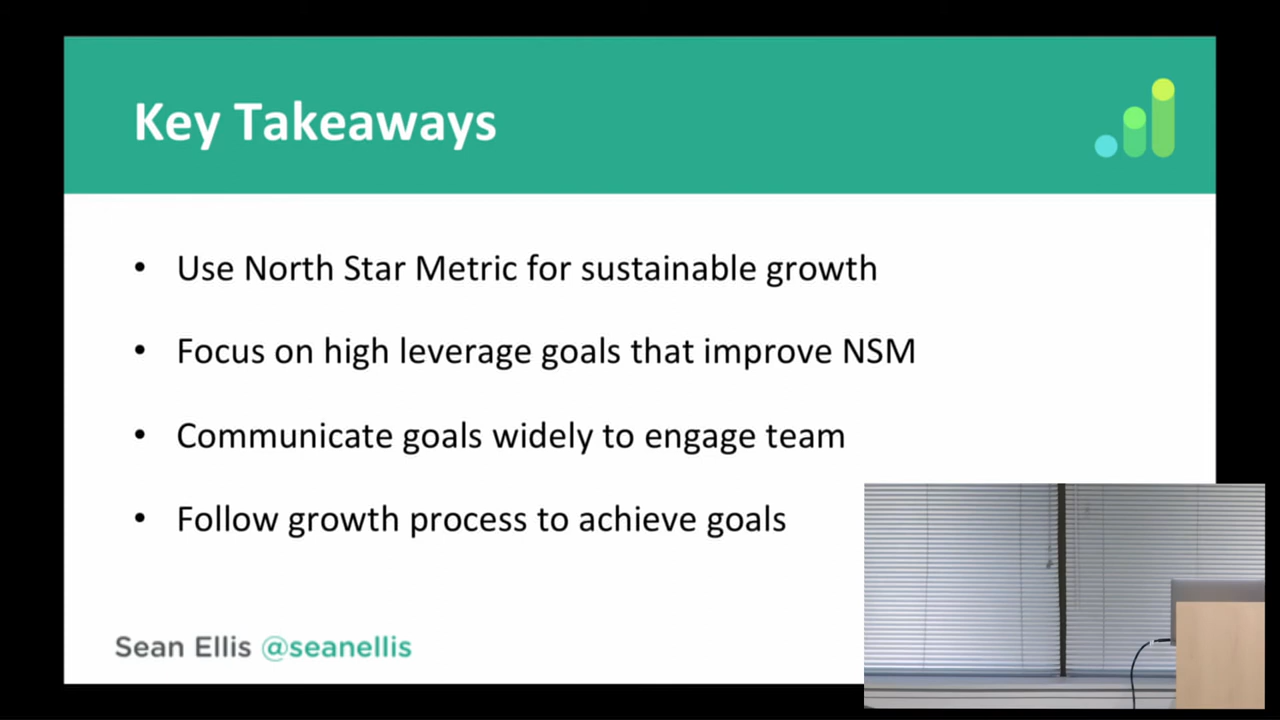 Key Takeaways
• Use North Star Metric for sustainable growth
• Focus on high leverage goals that improve NSM
• Communicate goals widely to engage team
• Follow growth process to achieve goals
Sean Ellis @seanellis